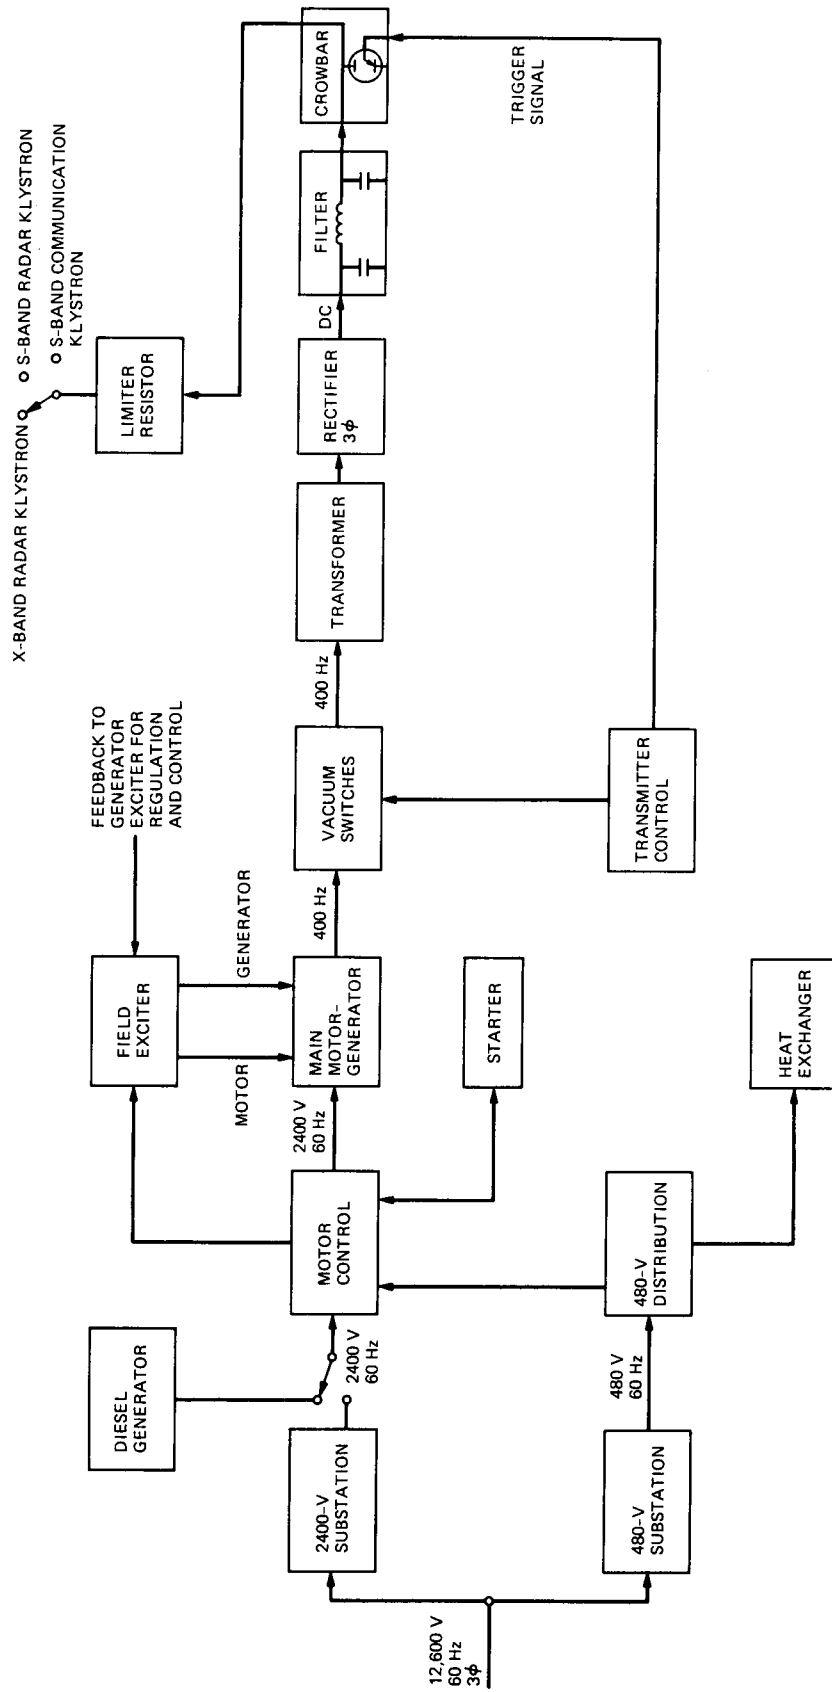 12,600 V
60 Hz
3ϕ
2400-V
SUBSTATION
480-V
SUBSTATION
DIESEL
GENERATOR
2400 V
60 Hz
480 V
60 Hz
MOTOR
CONTROL
480-V
DISTRIBUTION
2400 V
60 Hz
FIELD
EXCITER
MOTOR
GENERATOR
MAIN
MOTOR-
GENERATOR
STARTER
HEAT
EXCHANGER
FEEDBACK TO
GENERATOR
EXCITER FOR
REGULATION
AND CONTROL
400 Hz
VACUUM
SWITCHES
TRANSMITTER
CONTROL
400 Hz
TRANSFORMER
RECTIFIER
3ϕ
DC
FILTER
CROWBAR
TRIGGER
SIGNAL
LIMITER
RESISTOR
X-BAND RADAR KLYSTRON
S-BAND RADAR KLYSTRON
S-BAND COMMUNICATION
KLYSTRON